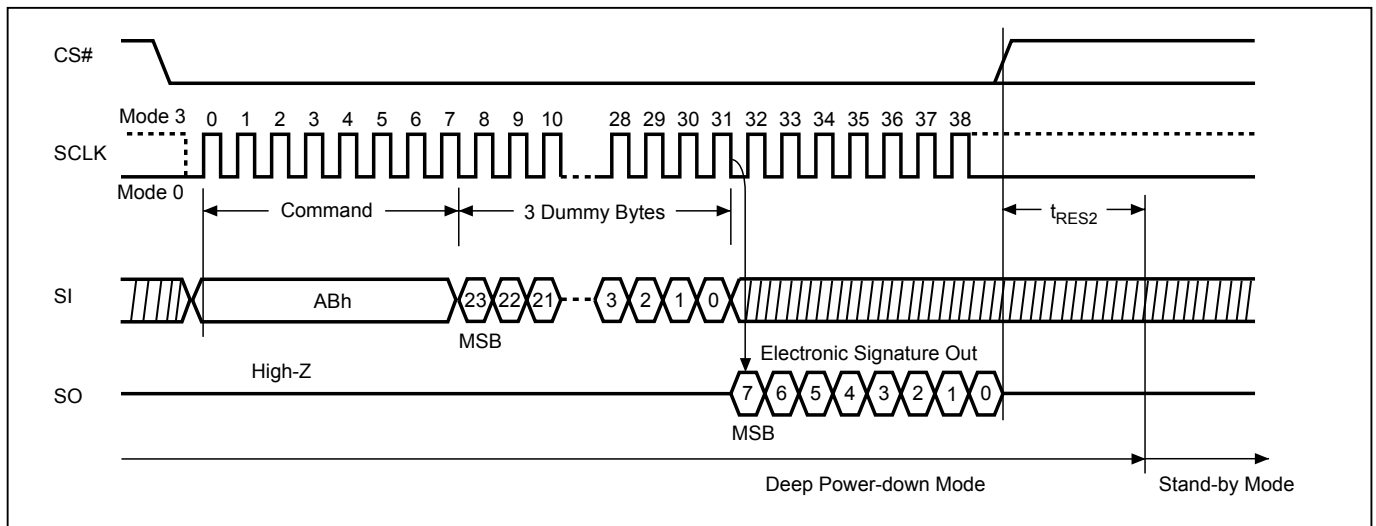 CS#
Mode 3 0 1 2 3 4 5 6 7 8 9 10 28 29 30 31 32 33 34 35 36 37 38
SCLK
Mode 0
Command 3 Dummy Bytes tRES2
SI ABh 23 22 21 3 2 1 0
MSB
High-Z Electronic Signature Out
SO 7 6 5 4 3 2 1 0
MSB
Deep Power-down Mode Stand-by Mode